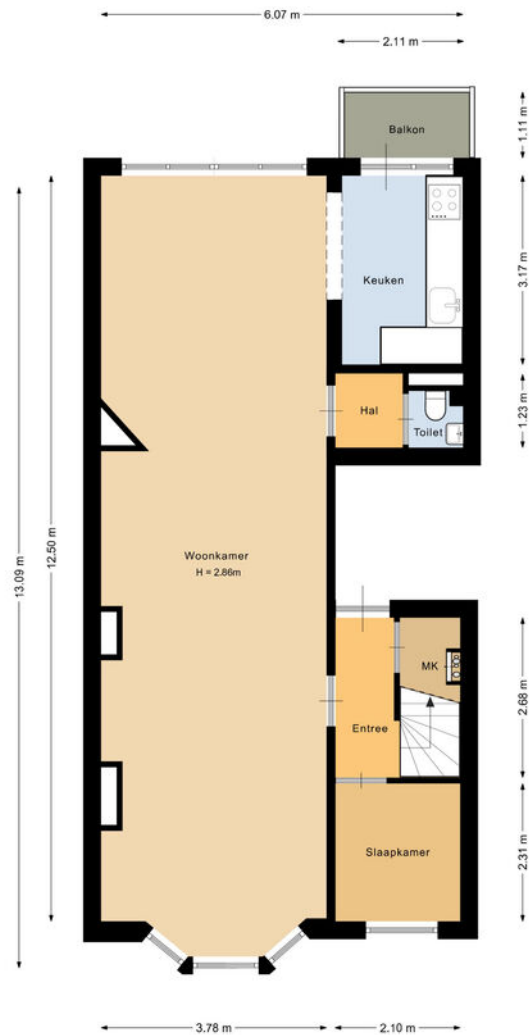 6.07 m
2.11 m
Balkon
1.11 m
Keuken
3.17 m
Hal
Toilet
1.23 m
13.09 m
12.50 m
Woonkamer
H = 2.86m
MK
Entree
2.68 m
Slaapkamer
2.31 m
3.78 m
2.10 m